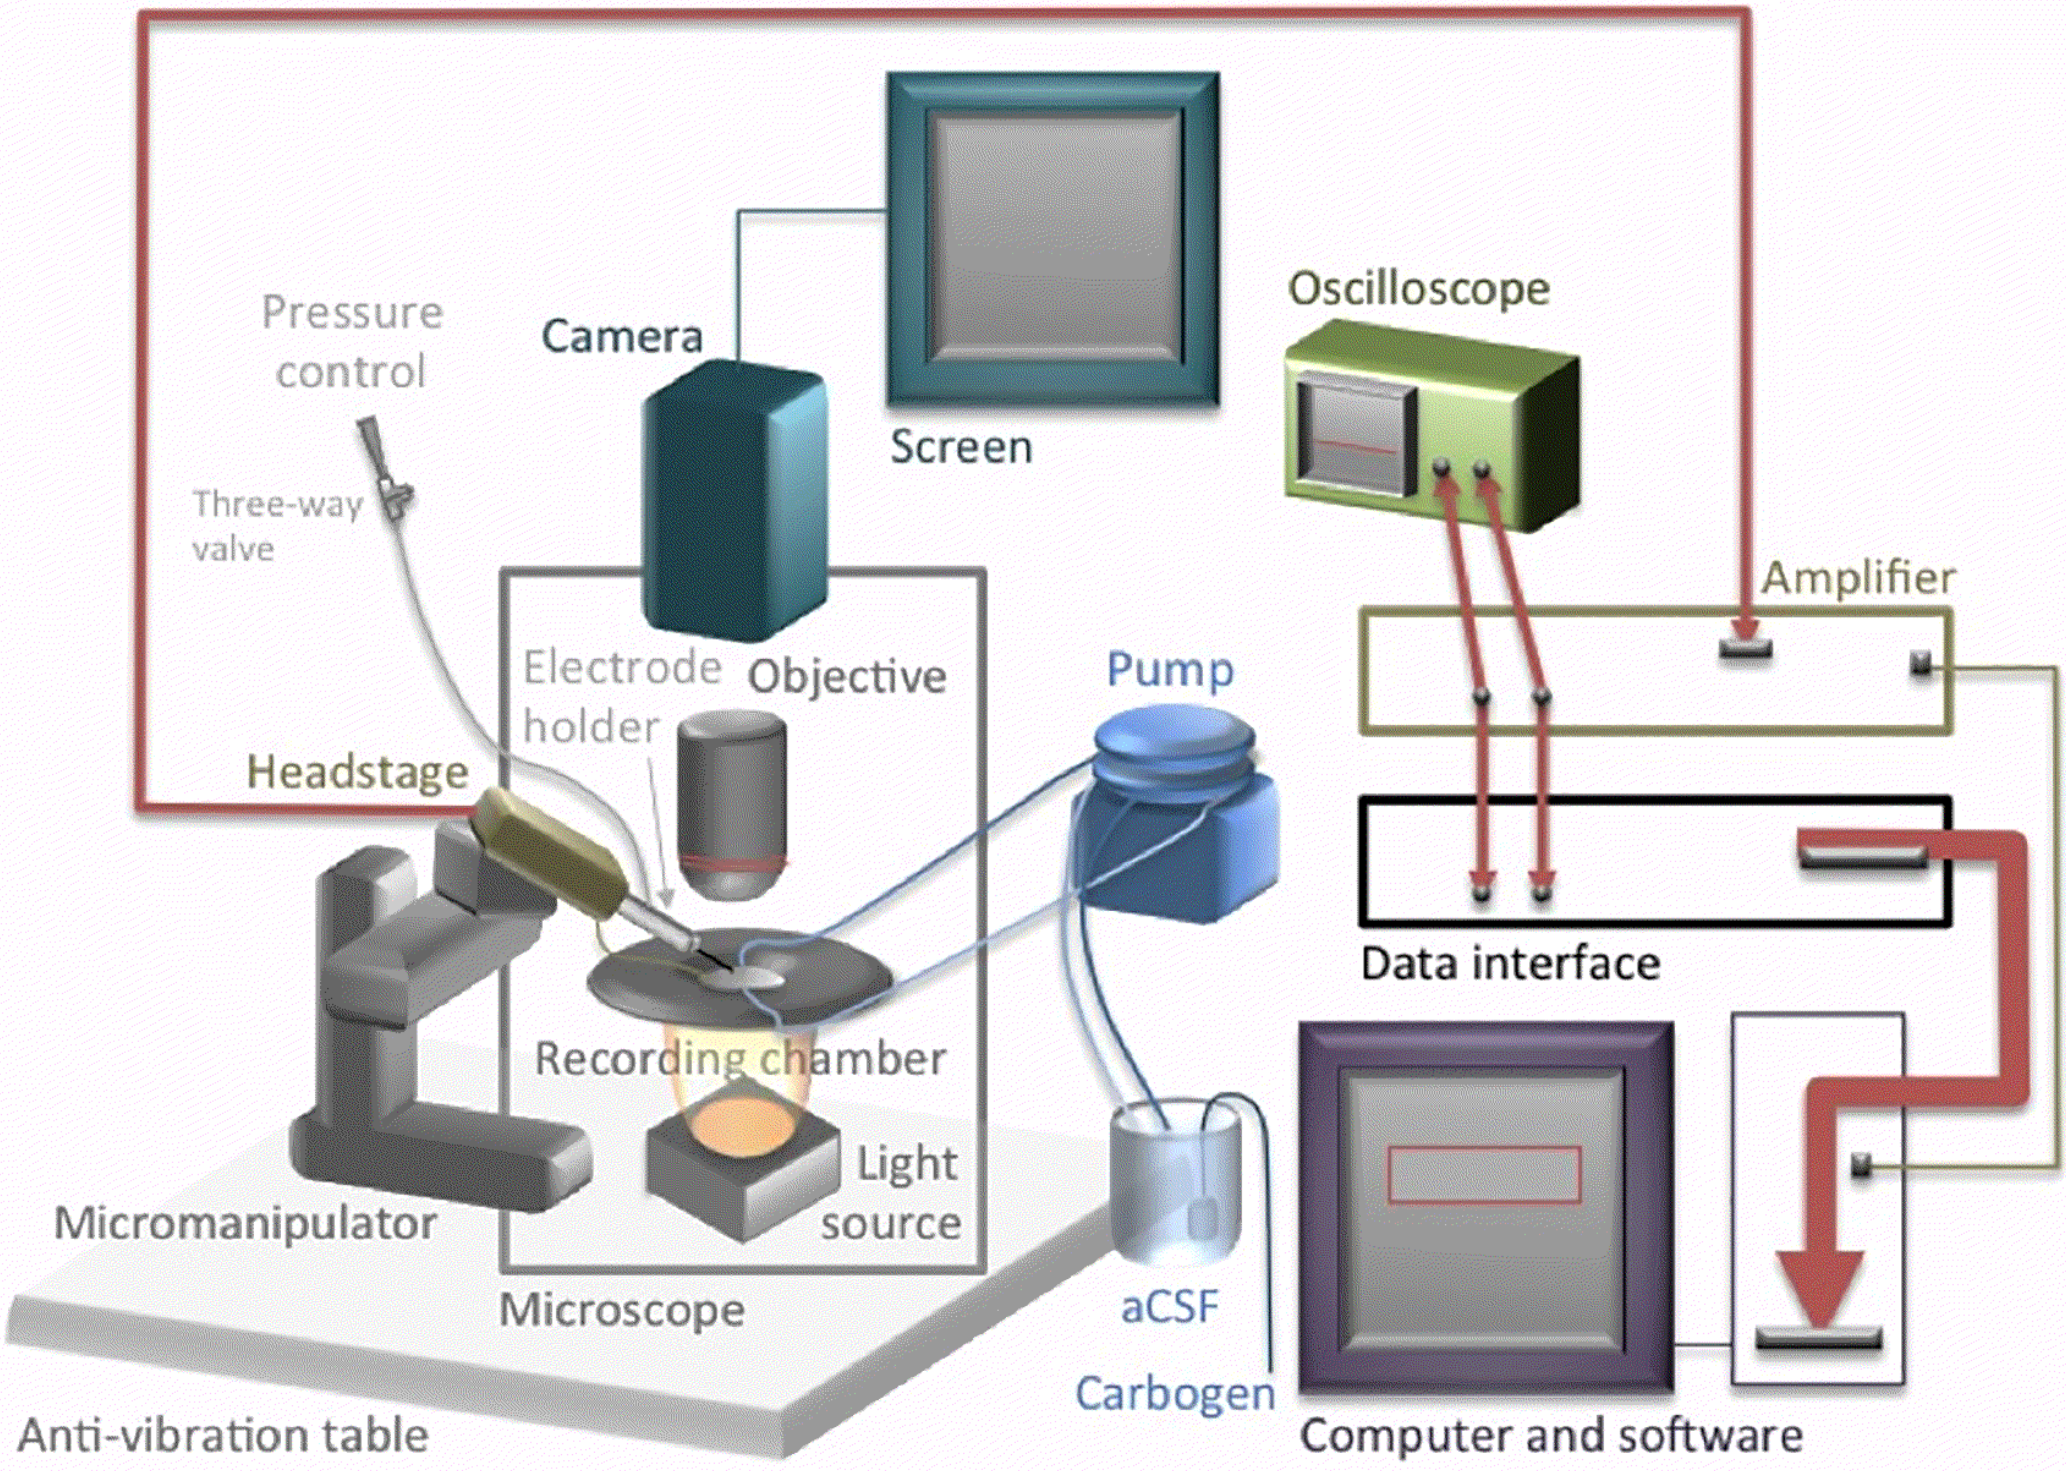 Pressure
control
Camera
Screen
Oscilloscope
Three-way
valve
Amplifier
Electrode
holder
Objective
Pump
Headstage
Data interface
Recording chamber
Light
source
Micromanipulator
Microscope
aCSF
Carbogen
Anti-vibration table
Computer and software